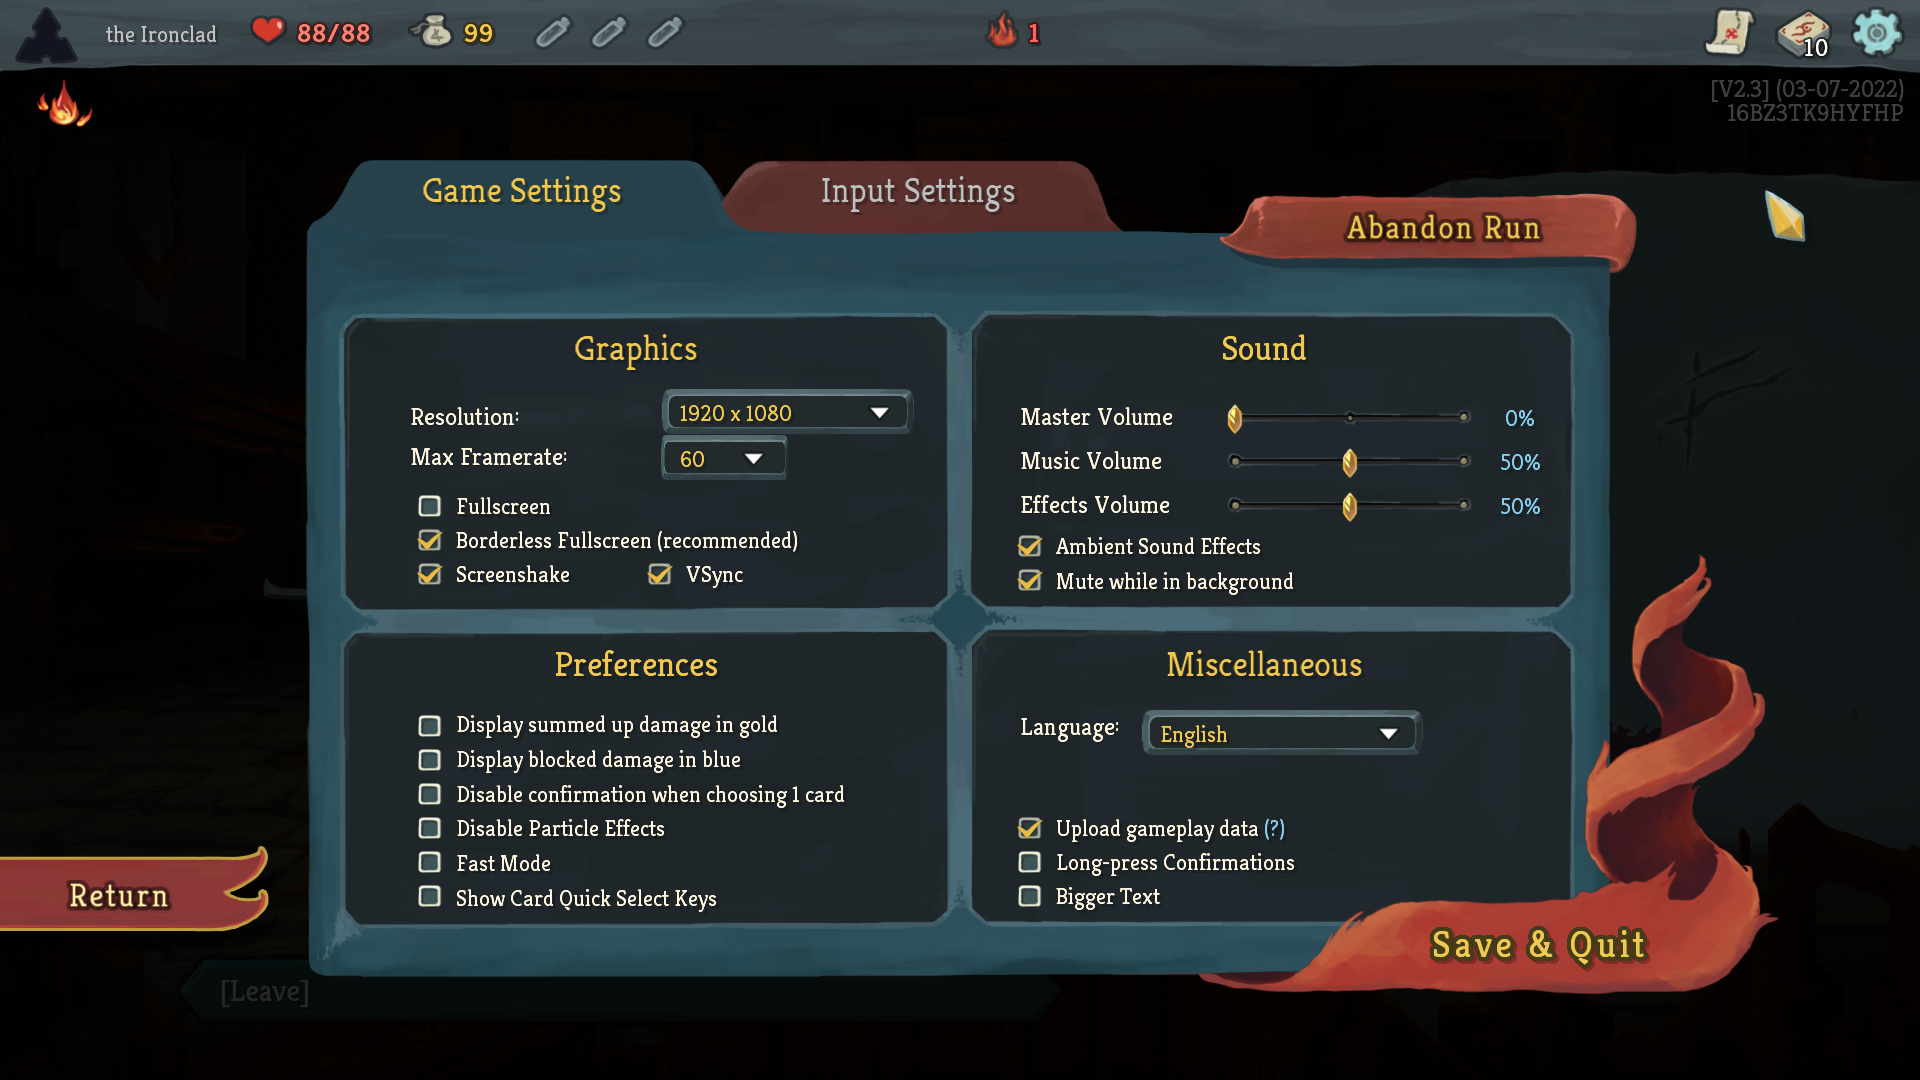 the Ironclad
88/88
99
1
10
[V2.3] (03-07-2022)
16BZ3TK9HYFHP
Game Settings
Input Settings
Abandon Run
Graphics
Resolution:
1920 x 1080
Max Framerate:
60
Fullscreen
Borderless Fullscreen (recommended)
Screenshake
VSync
Sound
Master Volume
0%
Music Volume
50%
Effects Volume
50%
Ambient Sound Effects
Mute while in background
Preferences
Display summed up damage in gold
Display blocked damage in blue
Disable confirmation when choosing 1 card
Disable Particle Effects
Fast Mode
Show Card Quick Select Keys
Miscellaneous
Language:
English
Upload gameplay data (?)
Long-press Confirmations
Bigger Text
Return
Save & Quit
[Leave]